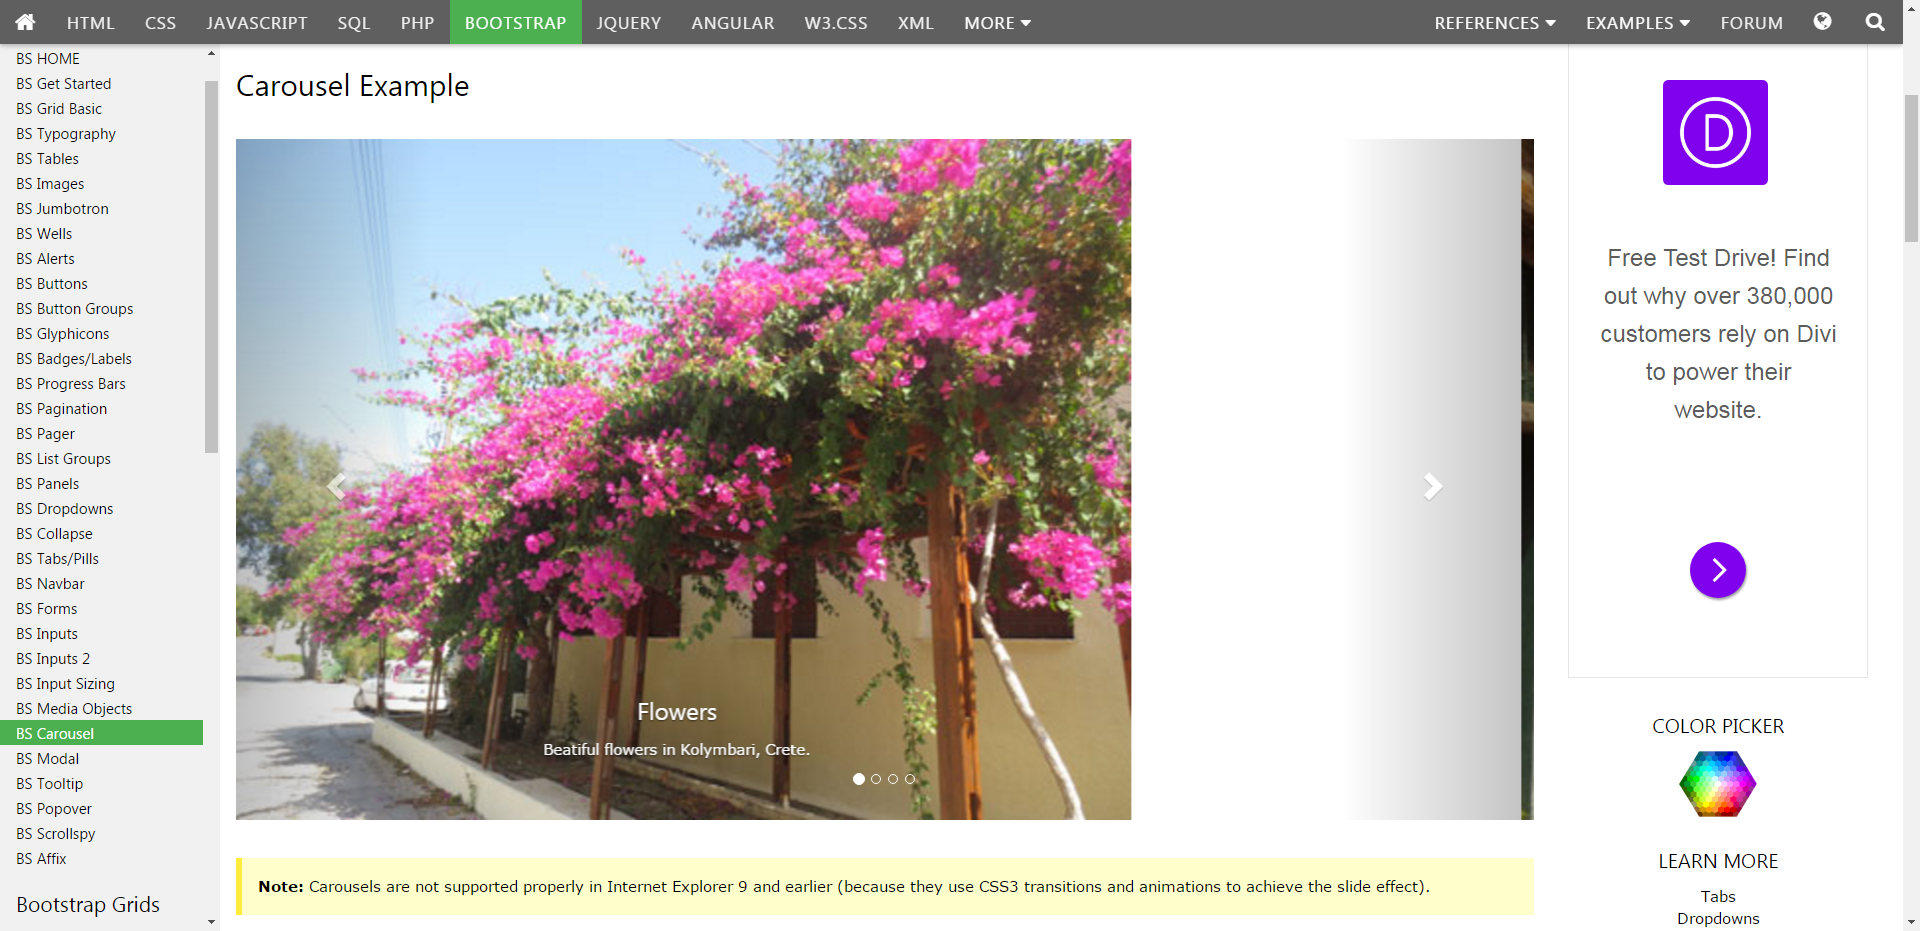 HTML CSS JAVASCRIPT SQL PHP BOOTSTRAP JQUERY ANGULAR W3.CSS XML MORE REFERENCES EXAMPLES FORUM
BS HOME
BS Get Started
BS Grid Basic
BS Typography
BS Tables
BS Images
BS Jumbotron
BS Wells
BS Alerts
BS Buttons
BS Button Groups
BS Glyphicons
BS Badges/Labels
BS Progress Bars
BS Pagination
BS Pager
BS List Groups
BS Panels
BS Dropdowns
BS Collapse
BS Tabs/Pills
BS Navbar
BS Forms
BS Inputs
BS Inputs 2
BS Input Sizing
BS Media Objects
BS Carousel
BS Modal
BS Tooltip
BS Popover
BS Scrollspy
BS Affix
Bootstrap Grids
Carousel Example
Flowers
Beatiful flowers in Kolymbari, Crete.
Note: Carousels are not supported properly in Internet Explorer 9 and earlier (because they use CSS3 transitions and animations to achieve the slide effect).
D
Free Test Drive! Find
out why over 380,000
customers rely on Divi
to power their
website.
COLOR PICKER
LEARN MORE
Tabs
Dropdowns